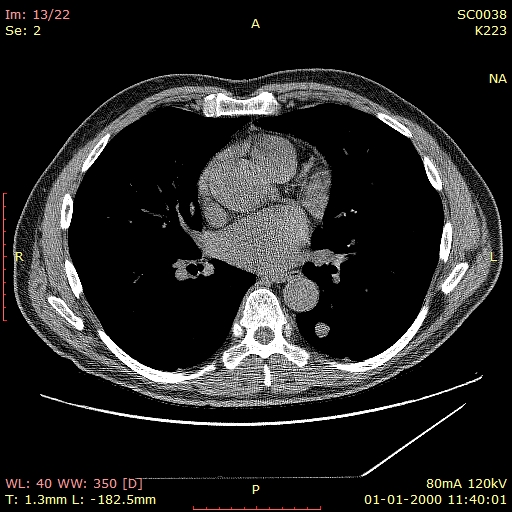 Im: 13/22
Se: 2
A
SC0038
K223
NA
R
L
WL: 40 WW: 350 [D]
T: 1.3mm L: -182.5mm
P
80mA 120kV
01-01-2000 11:40:01